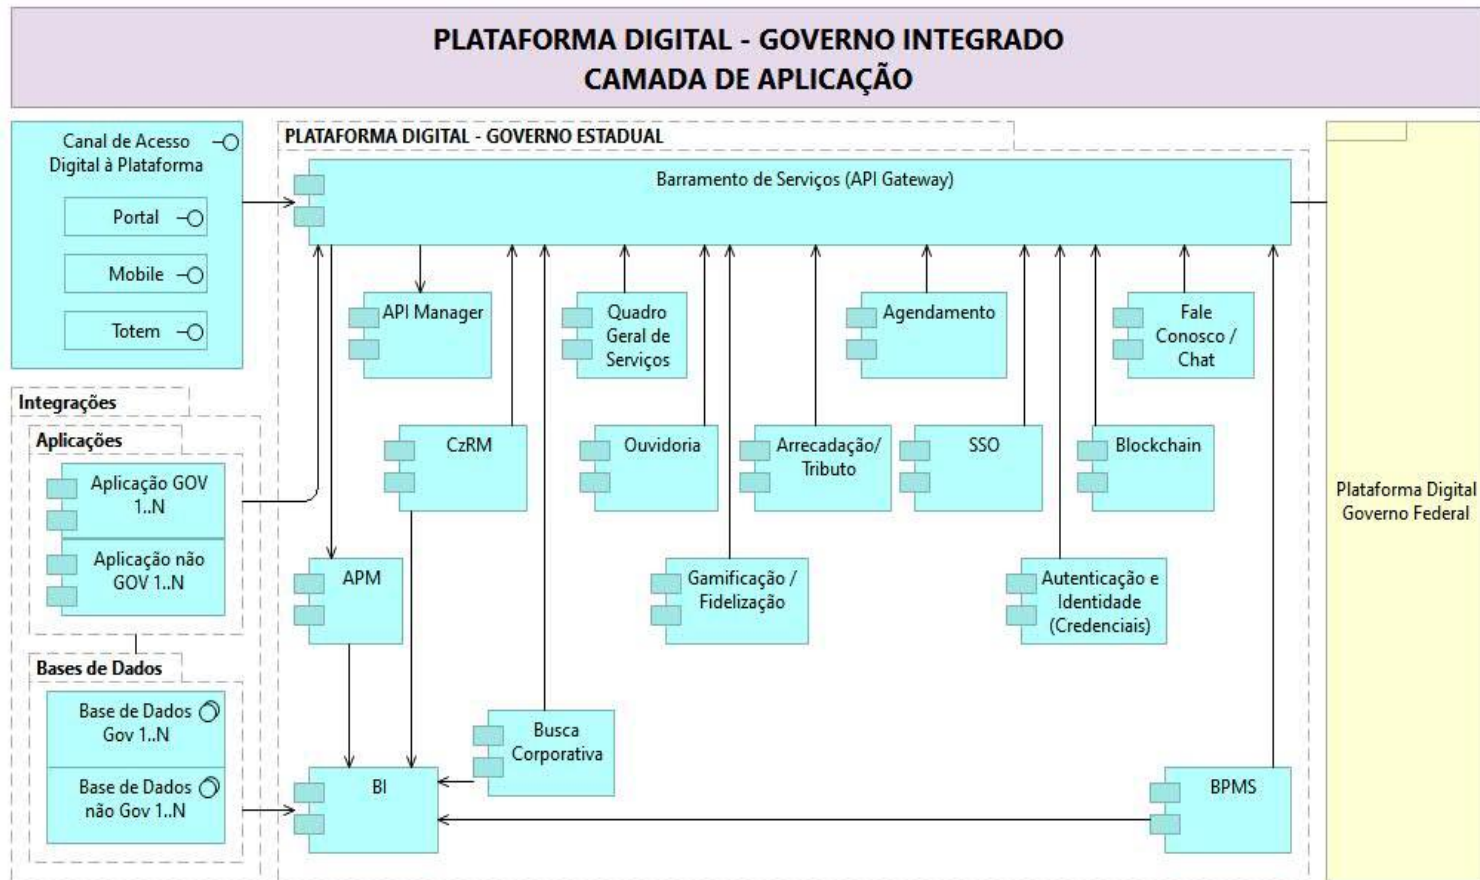 PLATAFORMA DIGITAL - GOVERNO INTEGRADO
CAMADA DE APLICAÇÃO
Canal de Acesso
Digital à Plataforma
Portal
Mobile
Totem
Integrações
Aplicações
Aplicação GOV
1..N
Aplicação não
GOV 1..N
Bases de Dados
Base de Dados
Gov 1..N
Base de Dados
não Gov 1..N
PLATAFORMA DIGITAL - GOVERNO ESTADUAL
Barramento de Serviços (API Gateway)
API Manager
Quadro
Geral de
Serviços
Agendamento
Fale
Conosco /
Chat
CzRM
Ouvidoria
Arrecadação/
Tributo
SSO
Blockchain
APM
Gamificação /
Fidelização
Autenticação e
Identidade
(Credenciais)
Busca
Corporativa
BI
BPMS
Plataforma Digital
Governo Federal